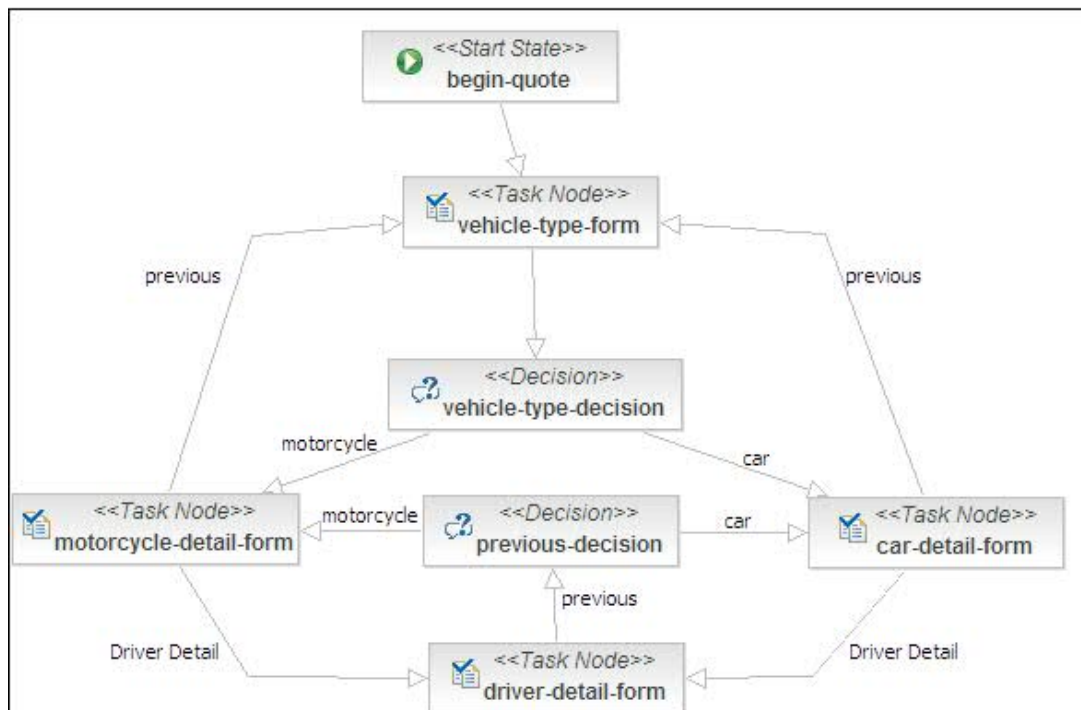 <<Start State>>
begin-quote
<<Task Node>>
vehicle-type-form
previous
previous
<<Decision>>
vehicle-type-decision
motorcycle
car
<<Task Node>>
motorcycle-detail-form
motorcycle
<<Decision>>
previous-decision
car
<<Task Node>>
car-detail-form
previous
Driver Detail
<<Task Node>>
driver-detail-form
Driver Detail